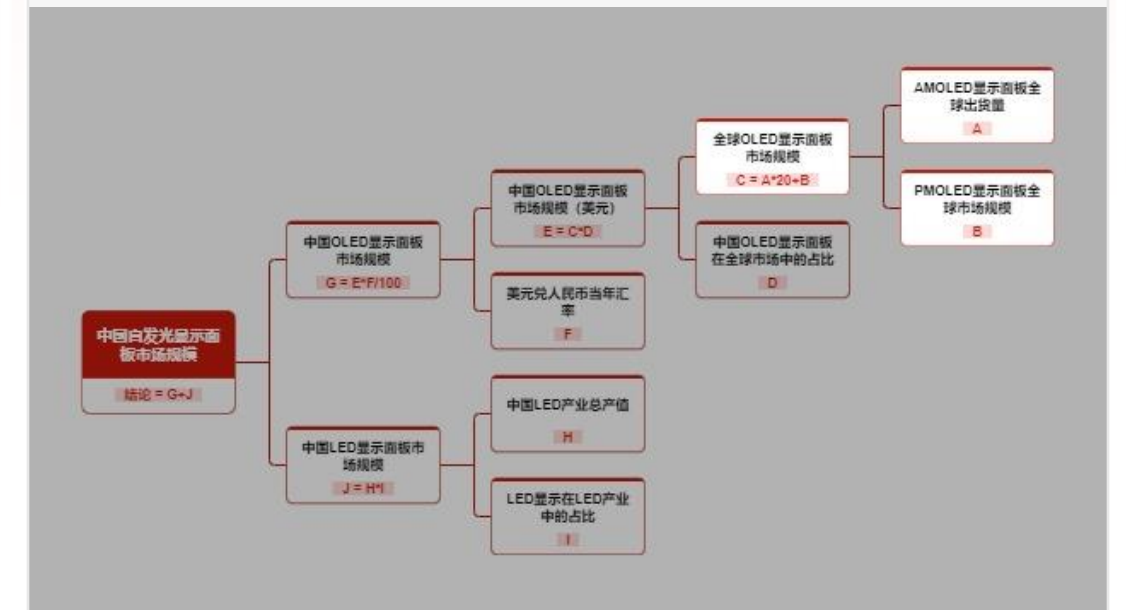 AMOLED显示面板全
球出货量
A
全球OLED显示面板
市场规模
C = A*20+B
PMOLED显示面板全
球市场规模
B
中国OLED显示面板
市场规模（美元）
E = C*D
中国OLED显示面板
在全球市场中的占比
D
中国OLED显示面板
市场规模
G = E*F/100
美元兑人民币当年汇
率
F
中国自发光显示面
板市场规模
结论 = G+J
中国LED产业总产值
H
中国LED显示面板市
场规模
J = H*I
LED显示在LED产业
中的占比
I